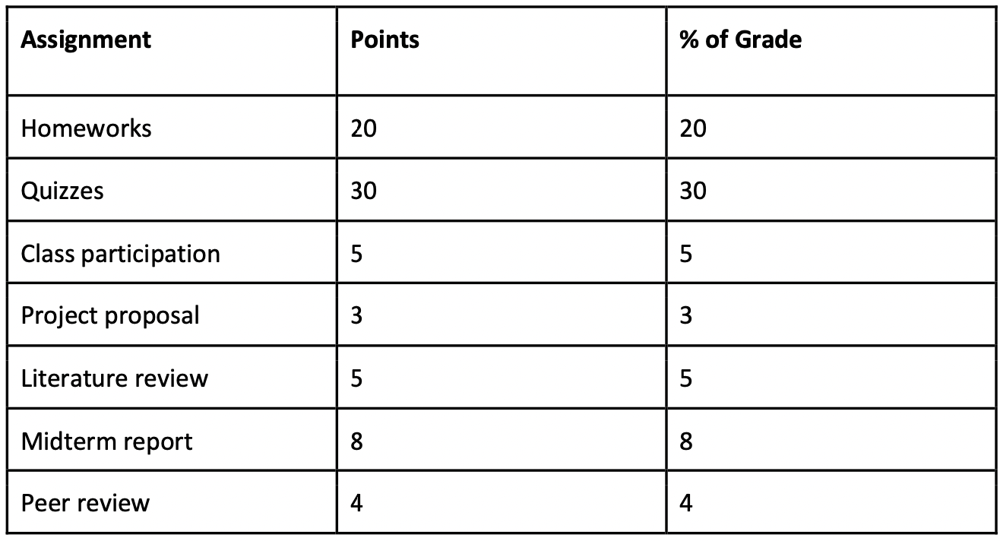 Assignment Points % of Grade
Homeworks 20 20
Quizzes 30 30
Class participation 5 5
Project proposal 3 3
Literature review 5 5
Midterm report 8 8
Peer review 4 4